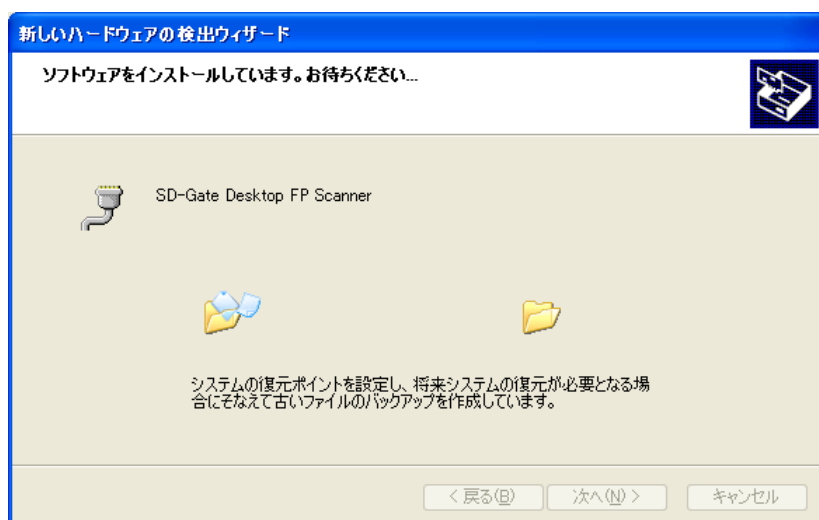 新しいハードウェアの検出ウィザード
ソフトウェアをインストールしています。お待ちください...
SD-Gate Desktop FP Scanner
システムの復元ポイントを設定し、将来システムの復元が必要となる場
合にそなえて古いファイルのバックアップを作成しています。
< 戻る(B)
次へ(N) >
キャンセル